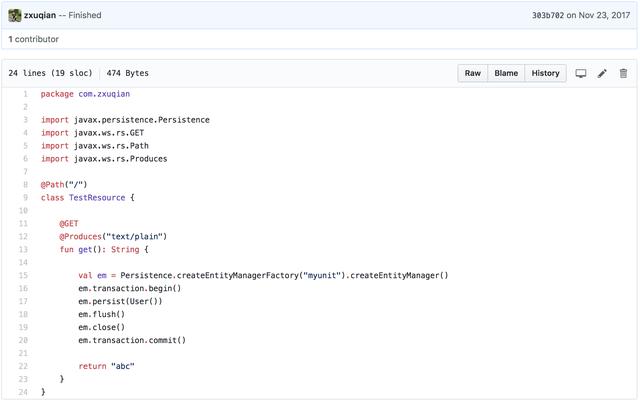 zxuqian -- Finished 303b702 on Nov 23, 2017
1 contributor
24 lines (19 sloc) 474 Bytes Raw Blame History
1 package com.zxuqian
2
3 import javax.persistence.Persistence
4 import javax.ws.rs.GET
5 import javax.ws.rs.Path
6 import javax.ws.rs.Produces
7
8 @Path("/")
9 class TestResource {
10
11 @GET
12 @Produces("text/plain")
13 fun get(): String {
14
15 val em = Persistence.createEntityManagerFactory("myunit").createEntityManager()
16 em.transaction.begin()
17 em.persist(User())
18 em.flush()
19 em.close()
20 em.transaction.commit()
21
22 return "abc"
23 }
24 }